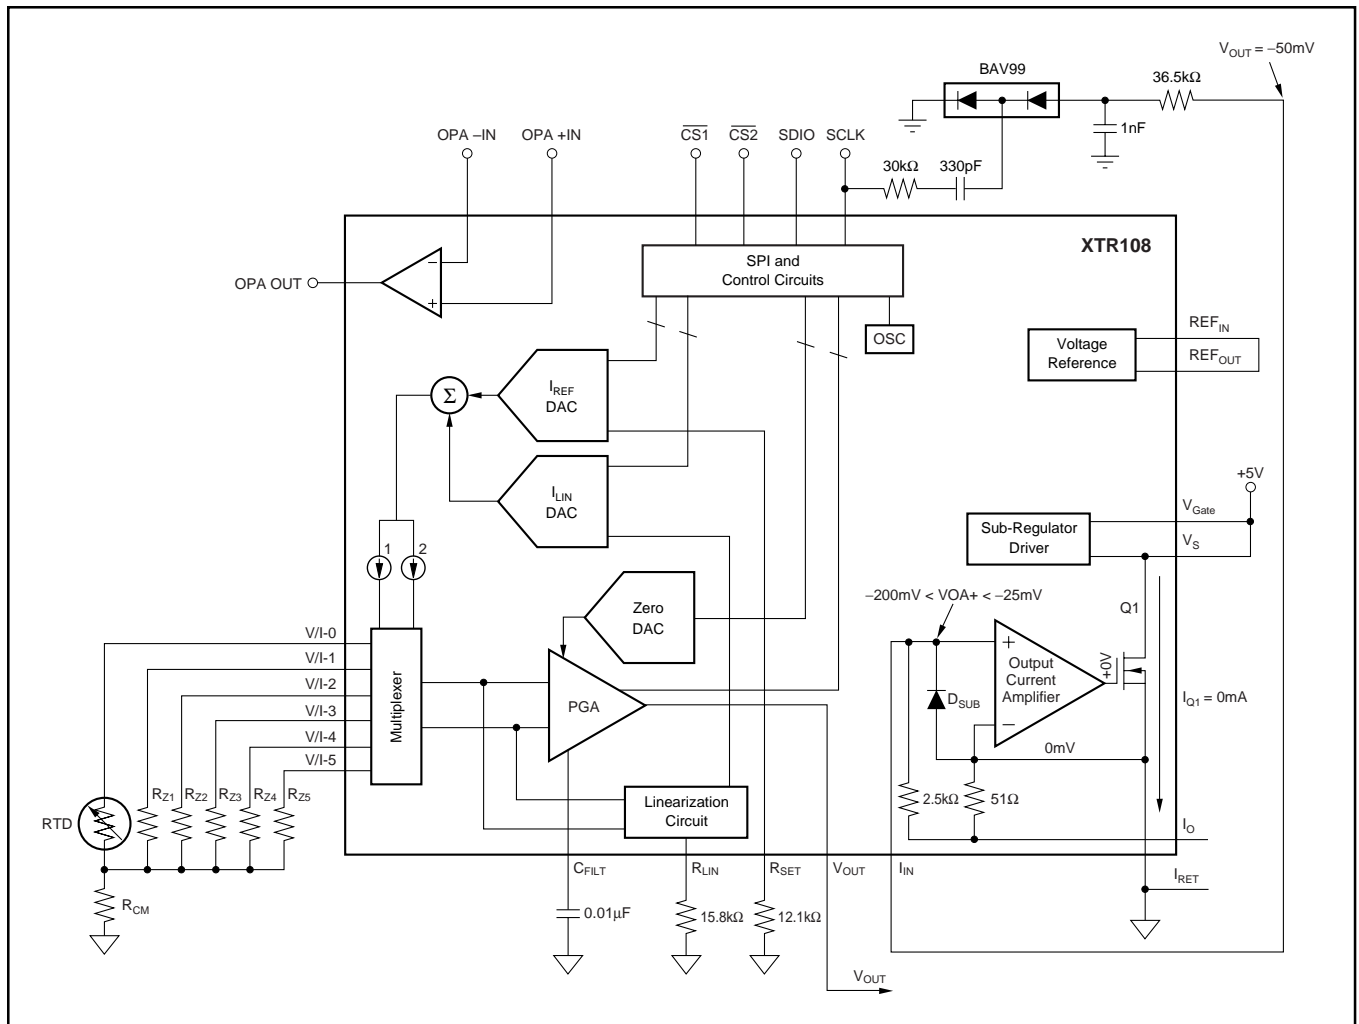 V_OUT = –50mV
BAV99
36.5kΩ
1nF
OPA –IN
OPA +IN
C̅S̅1̅
C̅S̅2̅
SDIO
SCLK
30kΩ
330pF
XTR108
SPI and
Control Circuits
OPA OUT
–
+
OSC
Voltage
Reference
REF_IN
REF_OUT
I_REF
DAC
Σ
I_LIN
DAC
+5V
V_Gate
Sub-Regulator
Driver
V_S
1
2
–200mV < VOA+ < –25mV
Q1
Zero
DAC
V/I-0
V/I-1
V/I-2
V/I-3
V/I-4
V/I-5
Multiplexer
PGA
+
Output
Current
Amplifier
–
+0V
D_SUB
I_Q1 = 0mA
0mV
R_Z1
R_Z2
R_Z3
R_Z4
R_Z5
RTD
Linearization
Circuit
2.5kΩ
51Ω
I_O
C_FILT
R_LIN
R_SET
V_OUT
I_IN
I_RET
R_CM
0.01µF
15.8kΩ
12.1kΩ
V_OUT